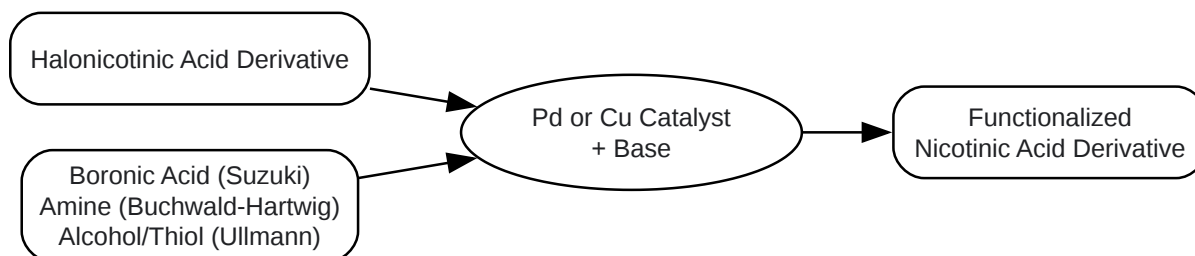 Halonicotinic Acid Derivative
Boronic Acid (Suzuki)
Amine (Buchwald-Hartwig)
Alcohol/Thiol (Ullmann)
Pd or Cu Catalyst
+ Base
Functionalized
Nicotinic Acid Derivative